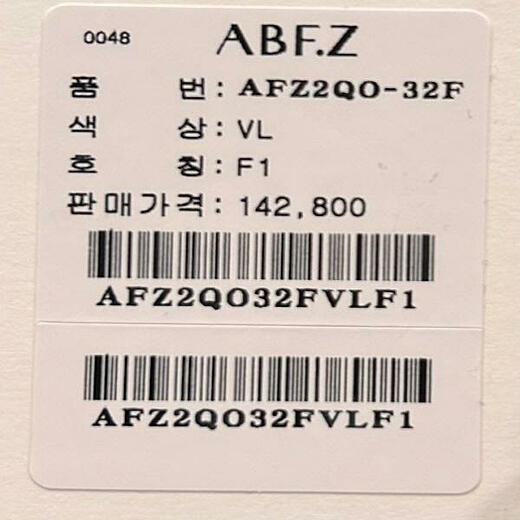 0048 ABF.Z
품 번 : AFZ2QO-32F
색 상 : VL
호 칭 : F1
판매가격 : 142,800
AFZ2QO32FVLF1
AFZ2QO32FVLF1